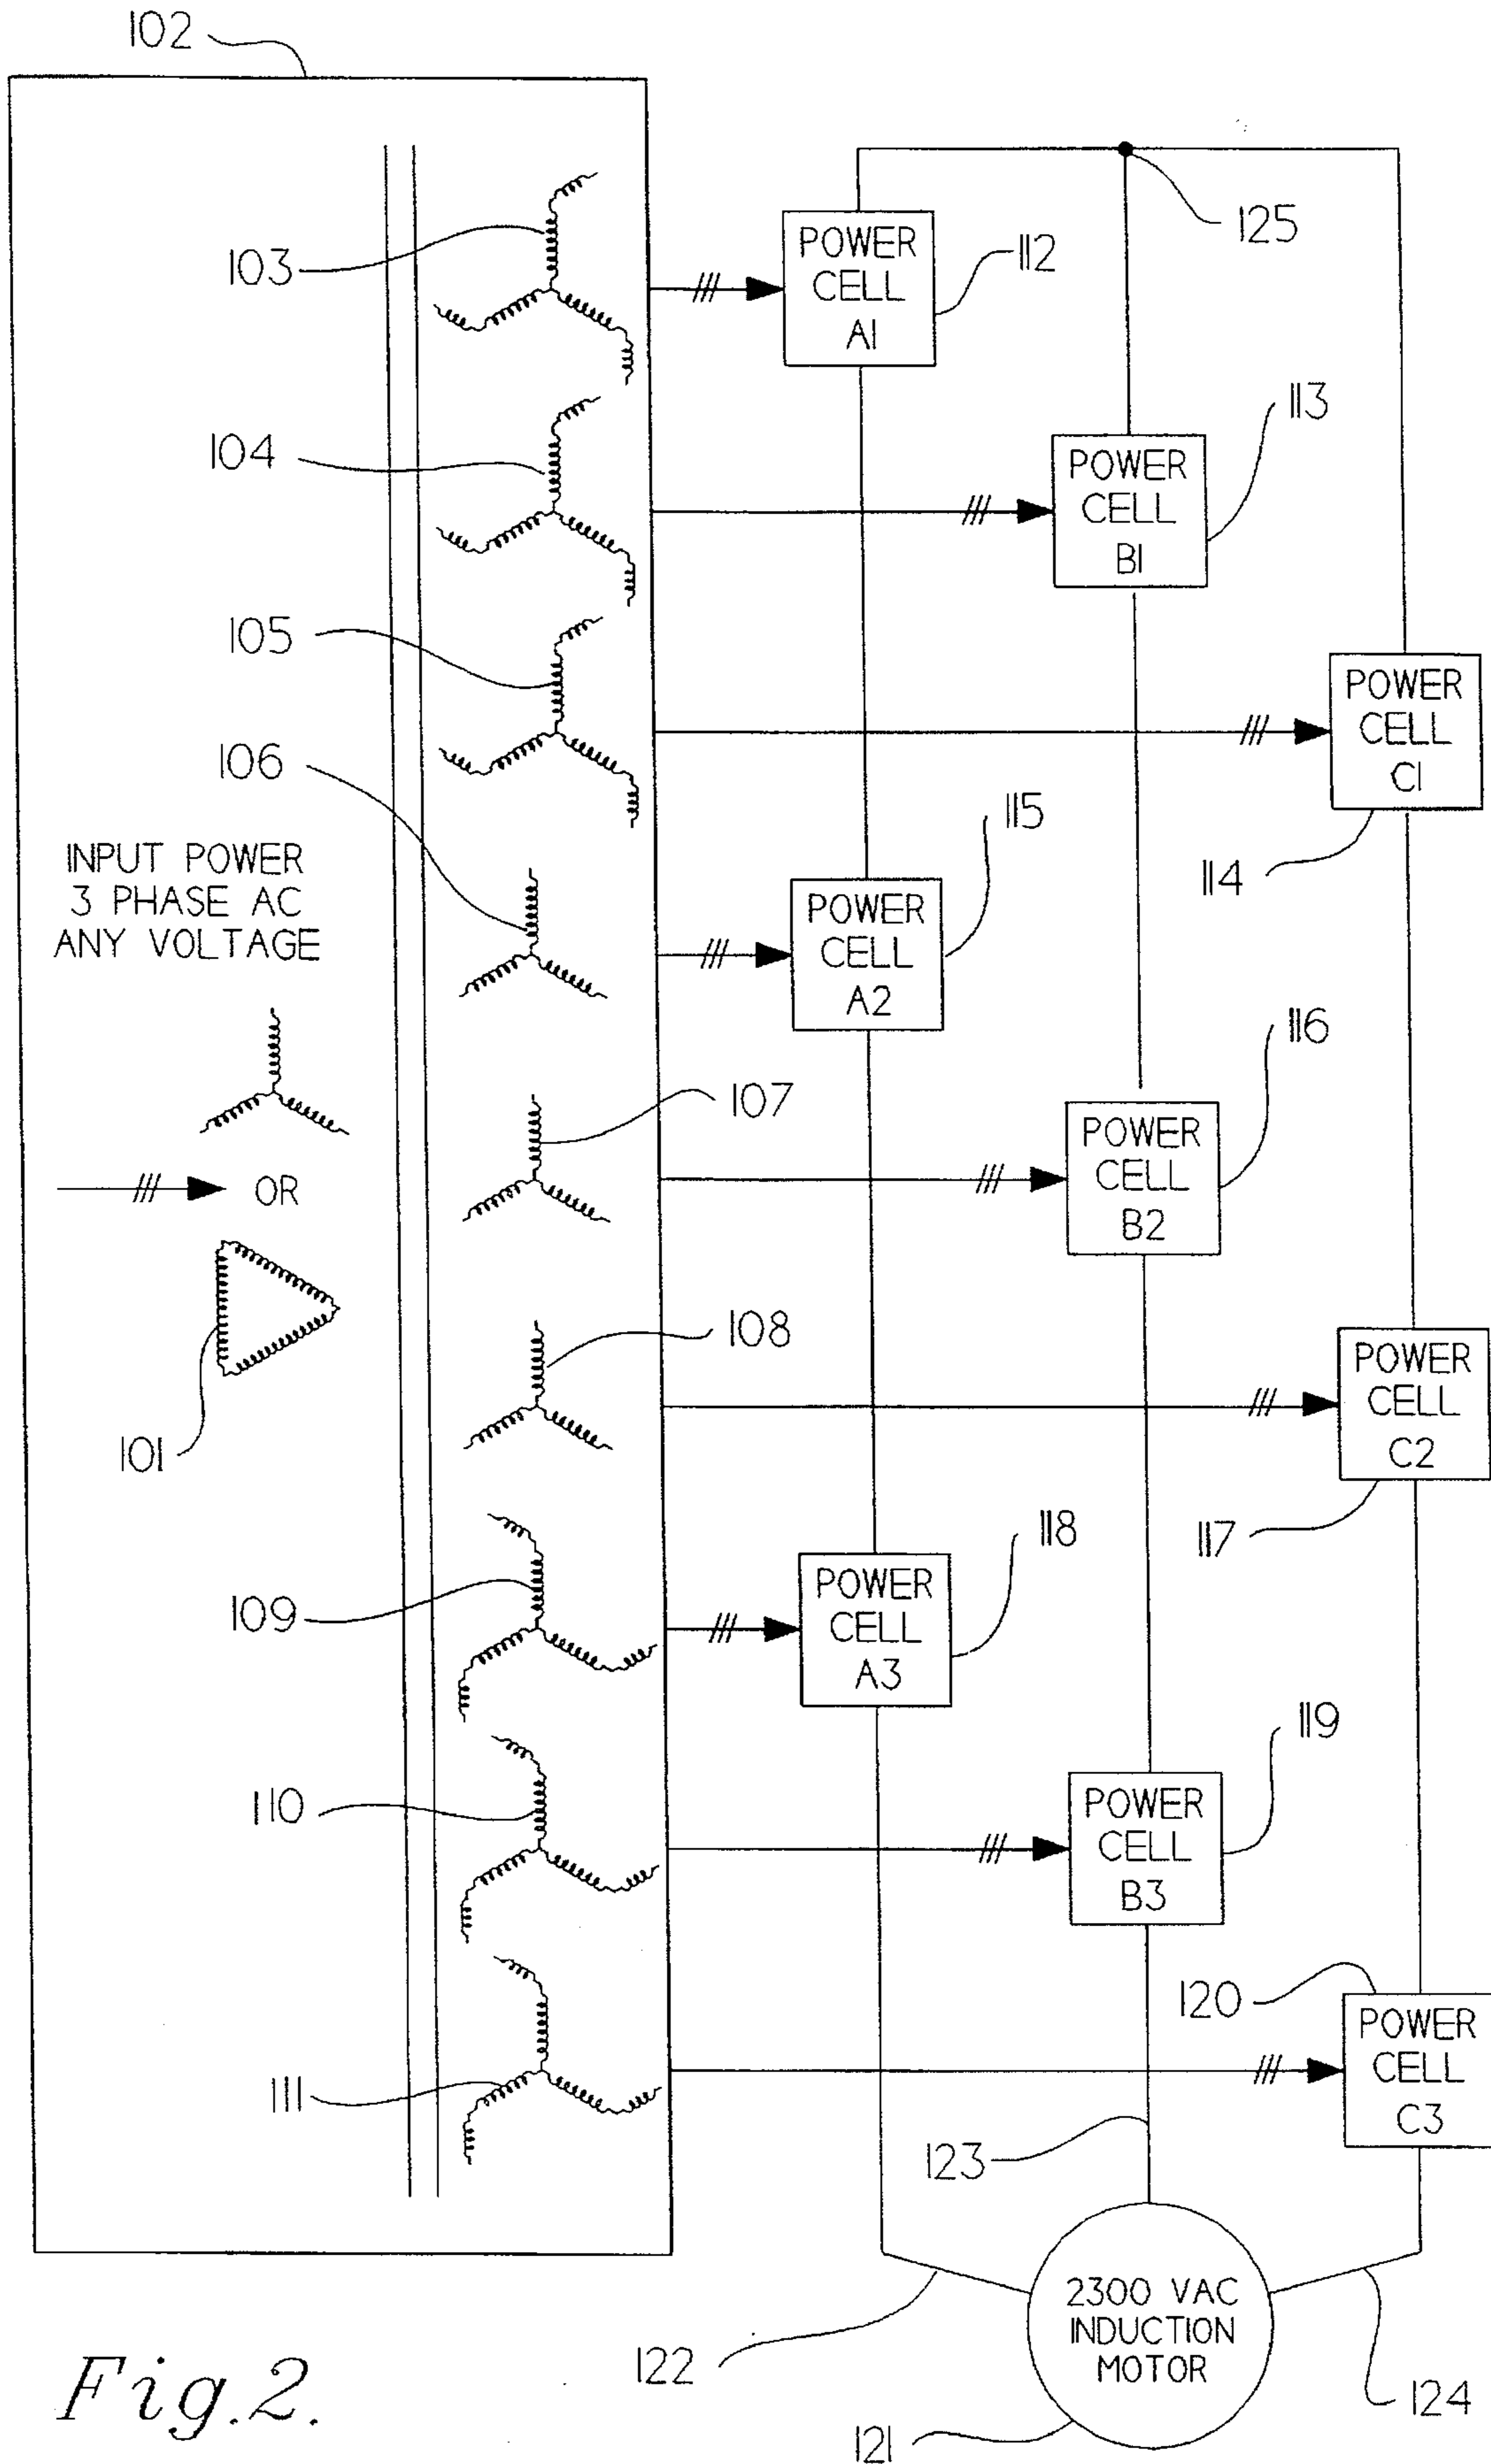 102
103
POWER
CELL
A1
112
125
104
POWER
CELL
B1
113
105
POWER
CELL
C1
114
106
INPUT POWER
3 PHASE AC
ANY VOLTAGE
POWER
CELL
A2
115
OR
107
POWER
CELL
B2
116
101
108
POWER
CELL
C2
117
109
POWER
CELL
A3
118
110
POWER
CELL
B3
119
111
POWER
CELL
C3
120
123
2300 VAC
INDUCTION
MOTOR
122
124
121
Fig.2.